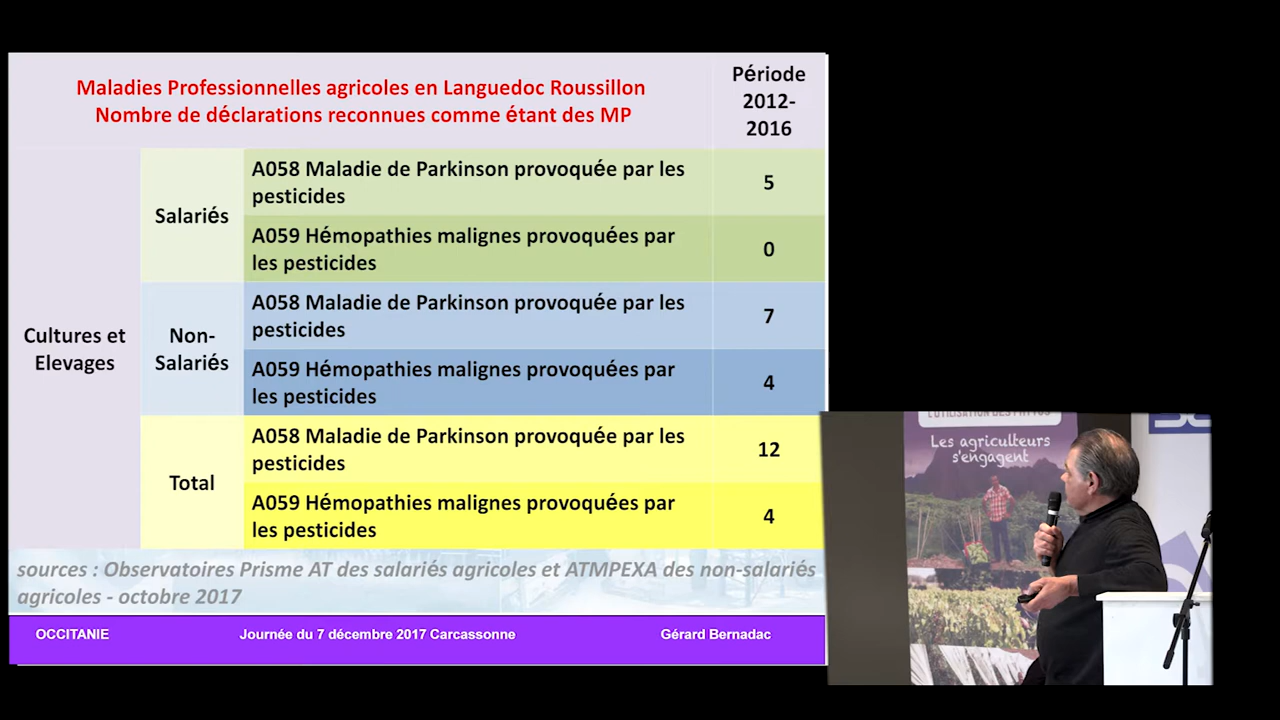 Maladies Professionnelles agricoles en Languedoc Roussillon
Nombre de déclarations reconnues comme étant des MP
Période
2012-
2016
Cultures et
Elevages
Salariés
A058 Maladie de Parkinson provoquée par les
pesticides
5
A059 Hémopathies malignes provoquées par
les pesticides
0
Non-
Salariés
A058 Maladie de Parkinson provoquée par les
pesticides
7
A059 Hémopathies malignes provoquées par
les pesticides
4
Total
A058 Maladie de Parkinson provoquée par les
pesticides
12
A059 Hémopathies malignes provoquées par
les pesticides
4
sources : Observatoires Prisme AT des salariés agricoles et ATMPEXA des non-salariés
agricoles - octobre 2017
OCCITANIE Journée du 7 décembre 2017 Carcassonne Gérard Bernadac
L'UTILISATION DES PHYTOS
Les agriculteurs
s'engagent